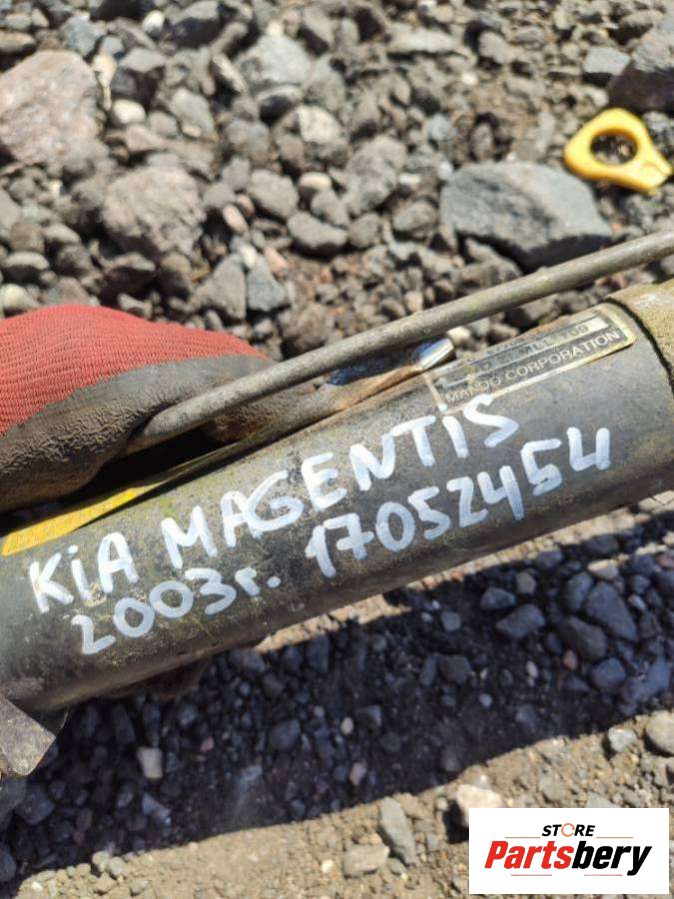 MANDO CORPORATION
KiA MAGENTiS
2003г. 17052454
STORE
Partsbery